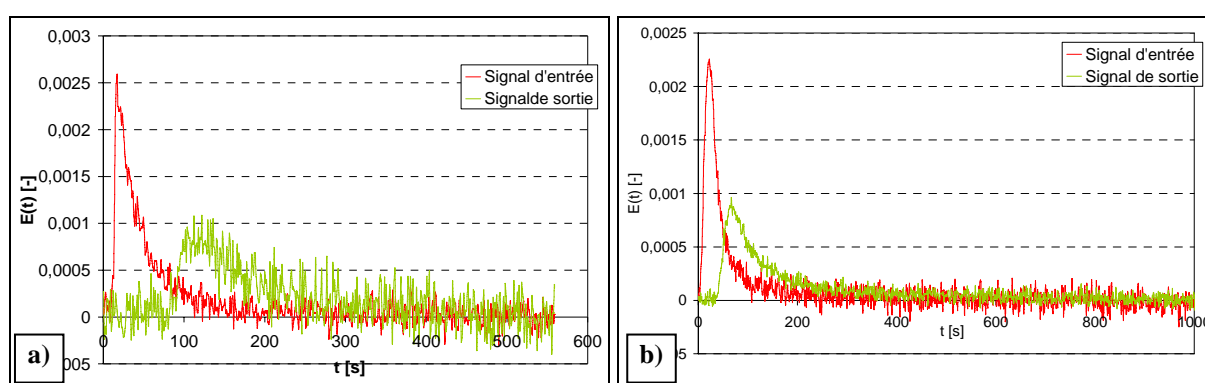 0,003
0,0025
0,002
0,0015
0,001
0,0005
0
005
0 100 200 300 400 500 600
E(t) [-]
t [s]
Signal d'entrée
Signalde sortie
a)
0,0025
0,002
0,0015
0,001
0,0005
0
05
0 200 400 600 800 1000
E(t) [-]
t [s]
Signal d'entrée
Signal de sortie
b)